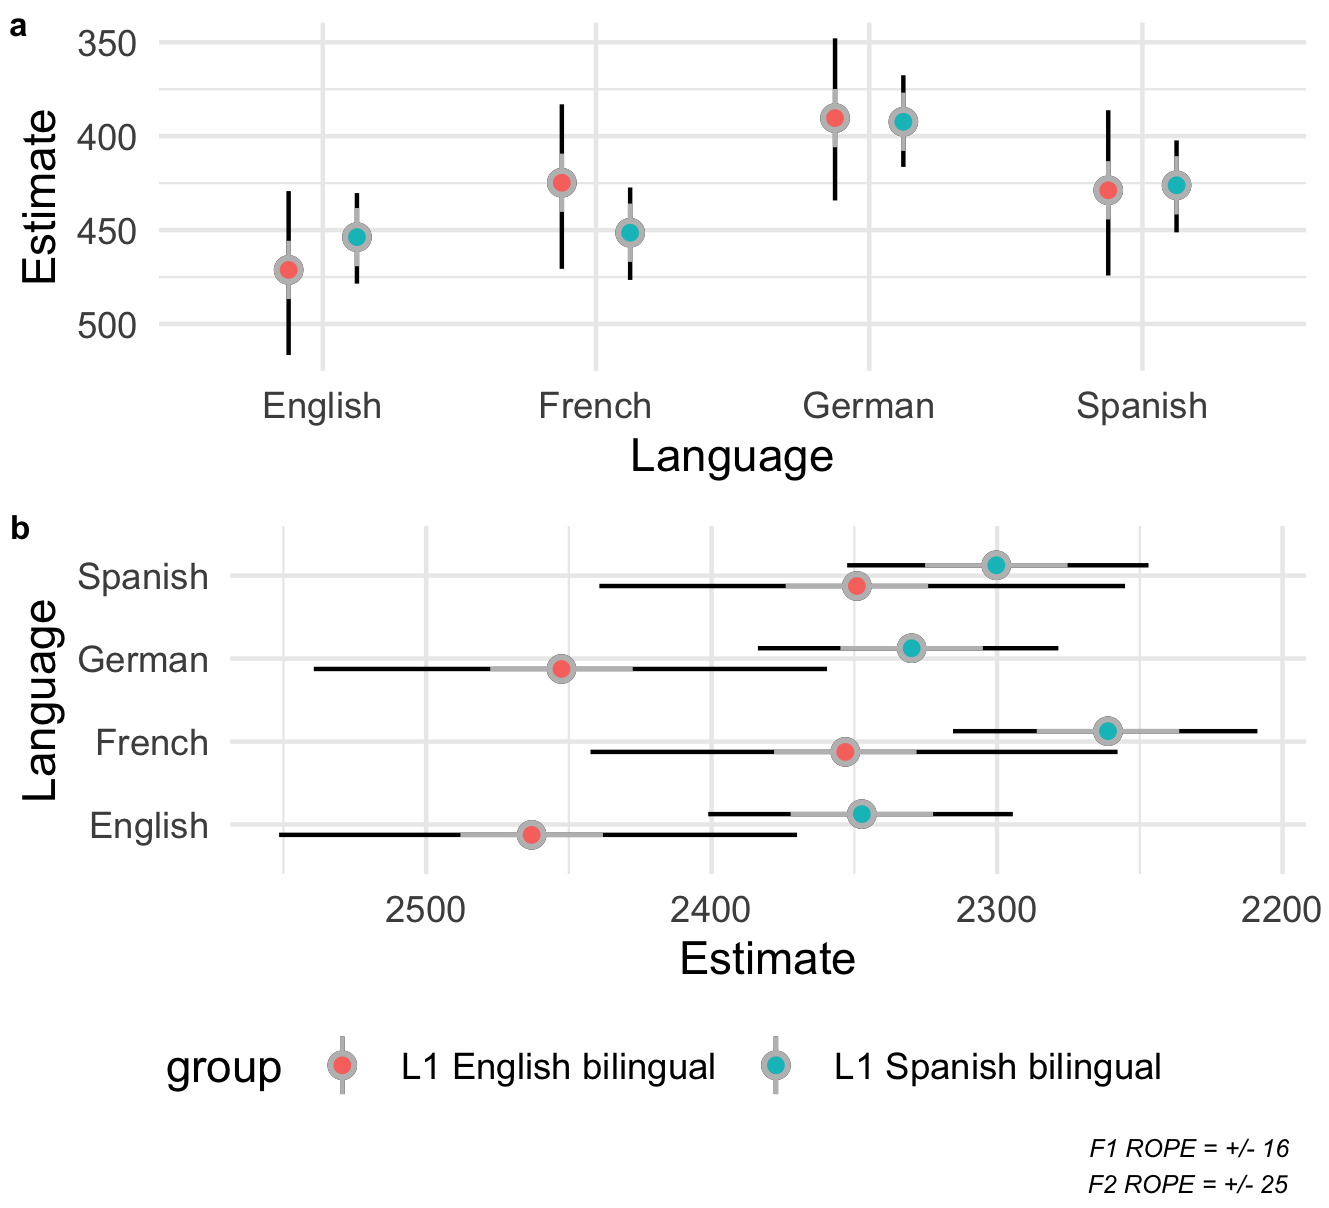 a
350
400
450
500
Estimate
English French German Spanish
Language
b
Spanish
German
French
English
Language
2500 2400 2300 2200
Estimate
group L1 English bilingual L1 Spanish bilingual
F1 ROPE = +/- 16
F2 ROPE = +/- 25